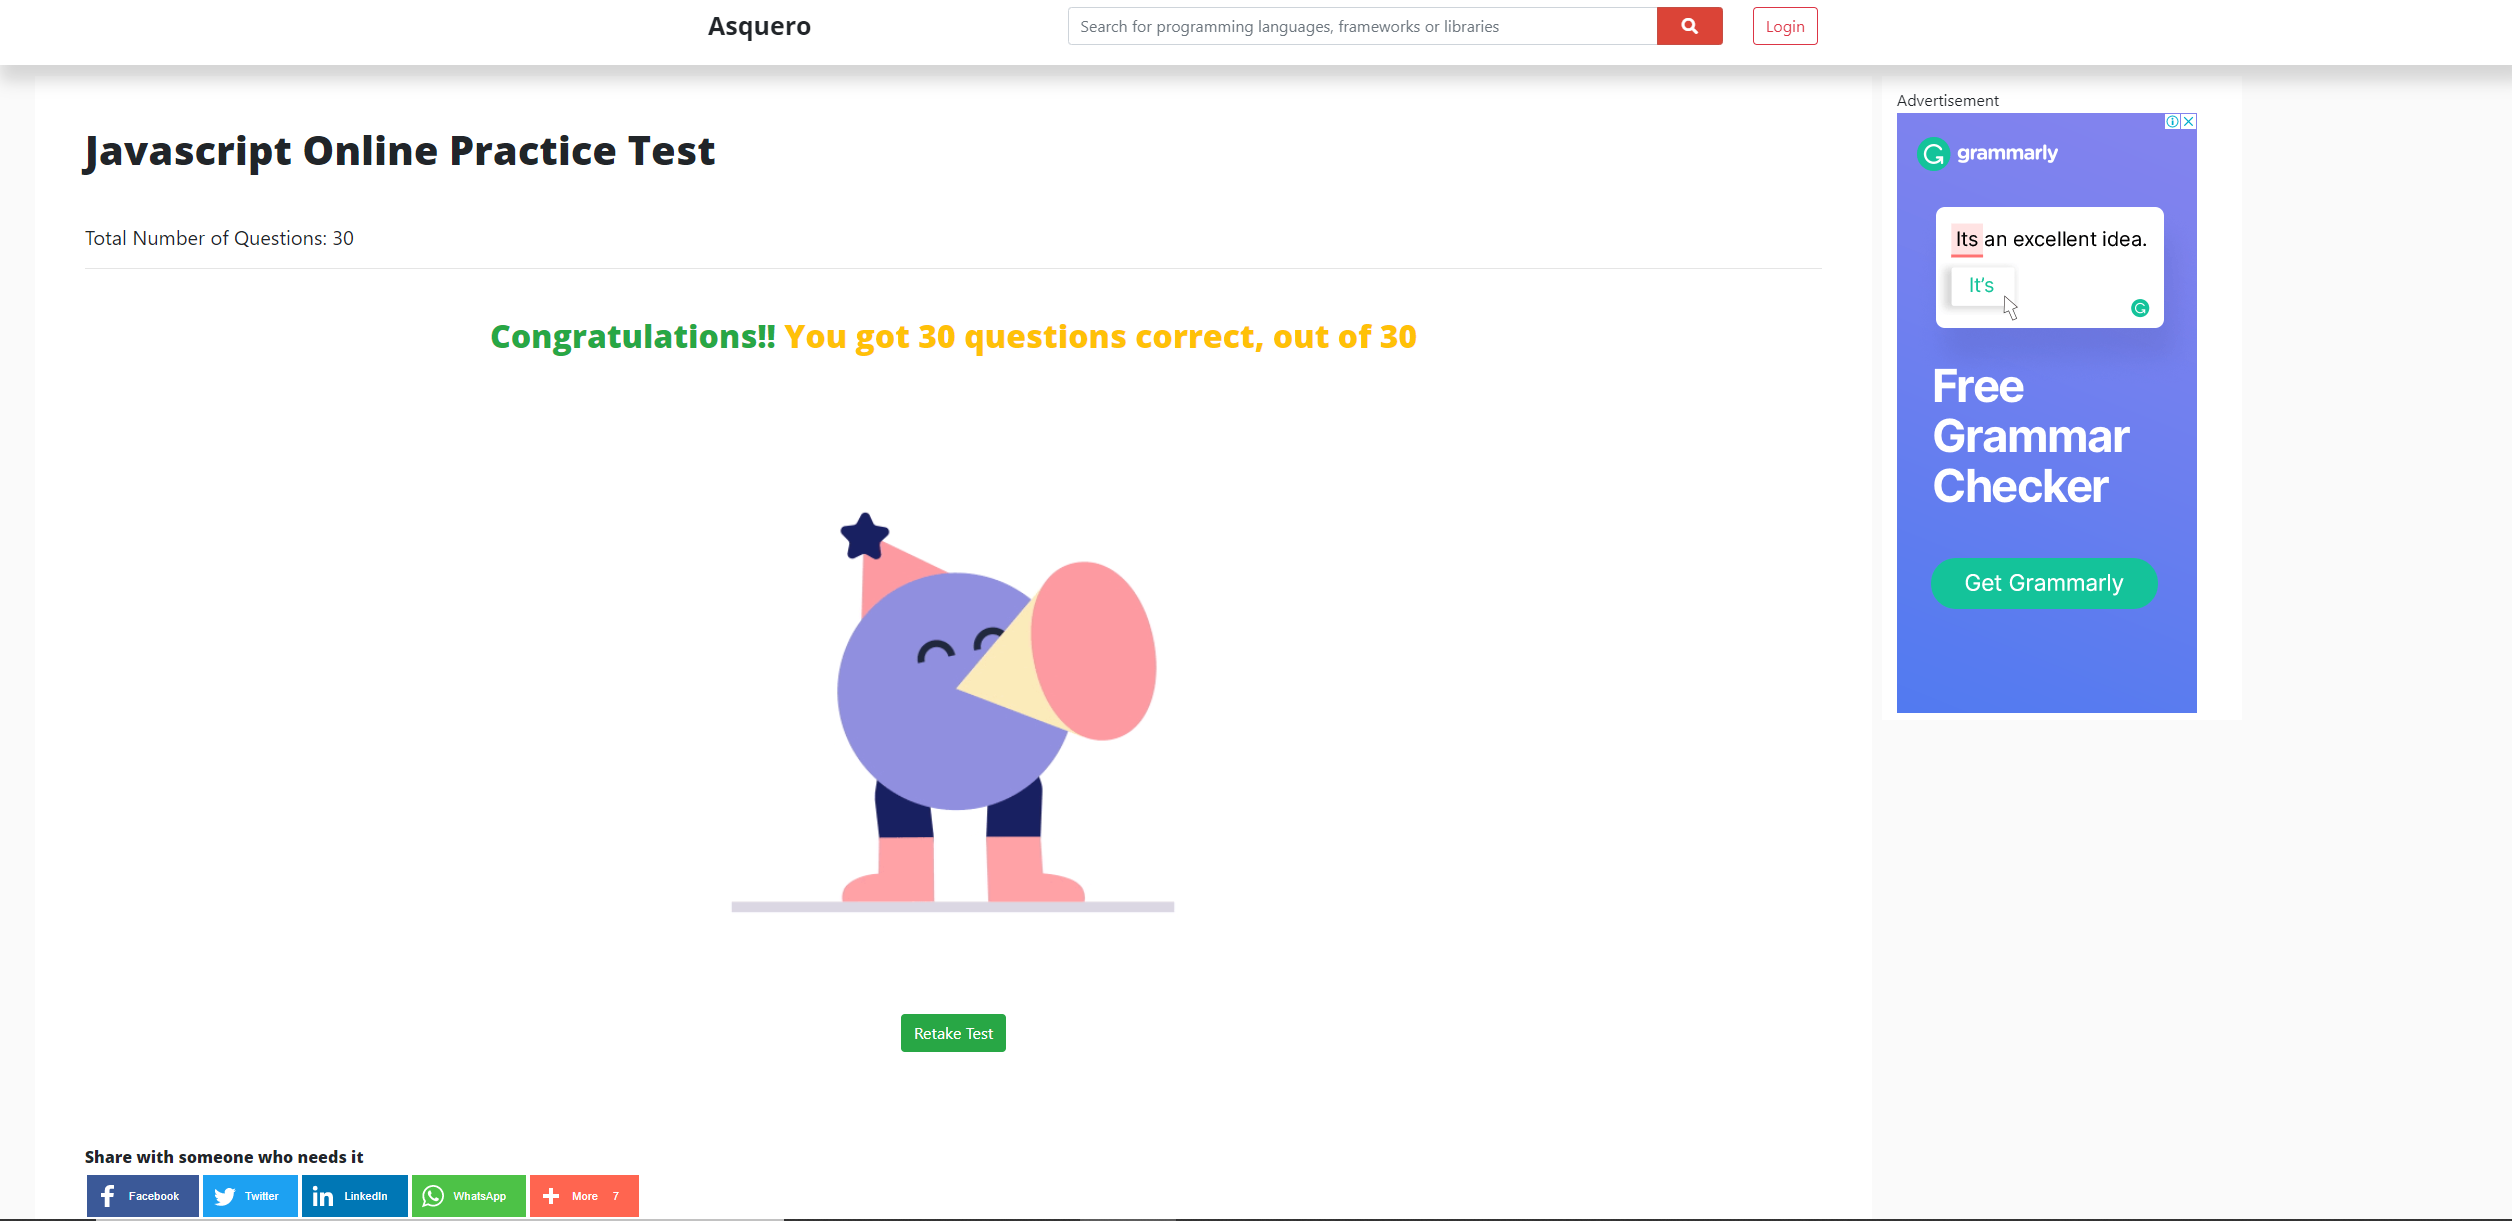 Asquero
Search for programming languages, frameworks or libraries
Login
Javascript Online Practice Test
Total Number of Questions: 30
Congratulations!! You got 30 questions correct, out of 30
Retake Test
Share with someone who needs it
Facebook
Twitter
LinkedIn
WhatsApp
More 7
Advertisement
grammarly
Its an excellent idea.
It's
Free
Grammar
Checker
Get Grammarly